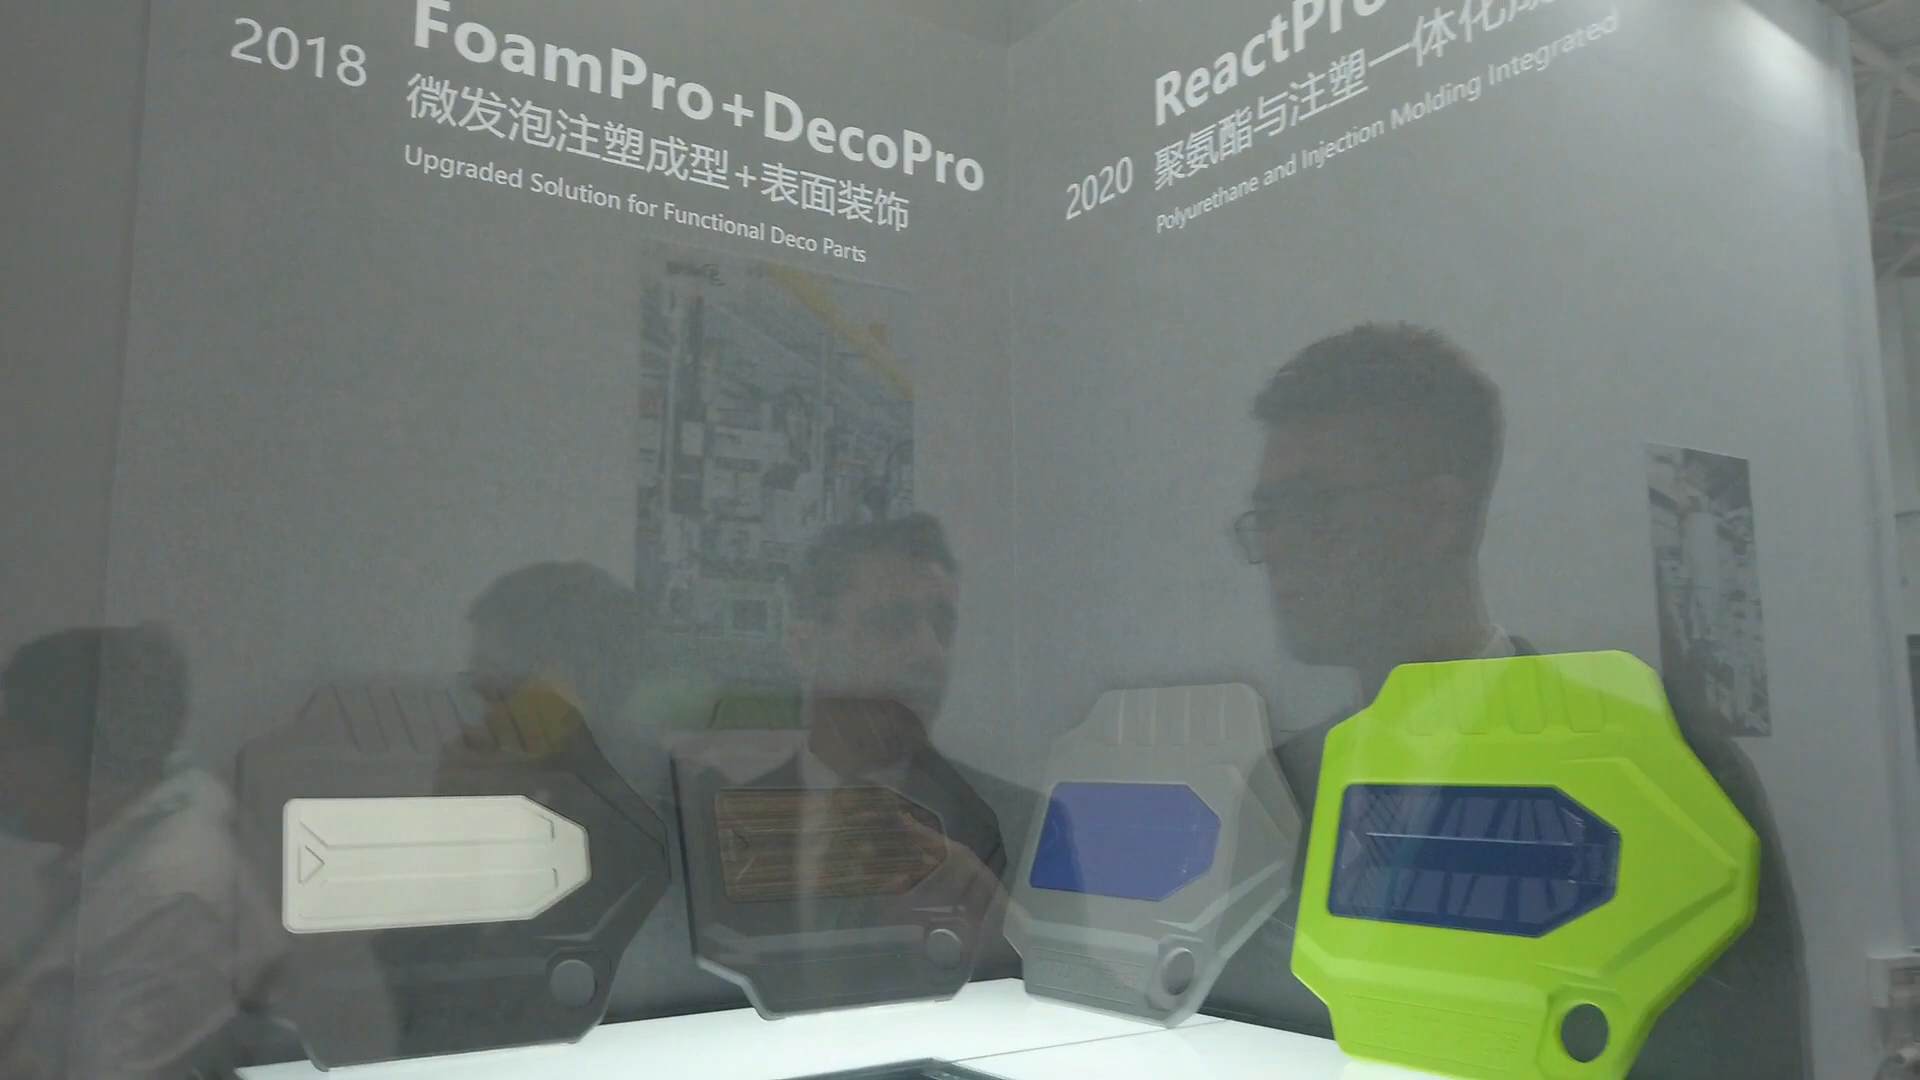 2018
FoamPro+DecoPro
微发泡注塑成型+表面装饰
Upgraded Solution for Functional Deco Parts
2020
ReactPro
聚氨酯与注塑一体化成
Polyurethane and Injection Molding Integrated